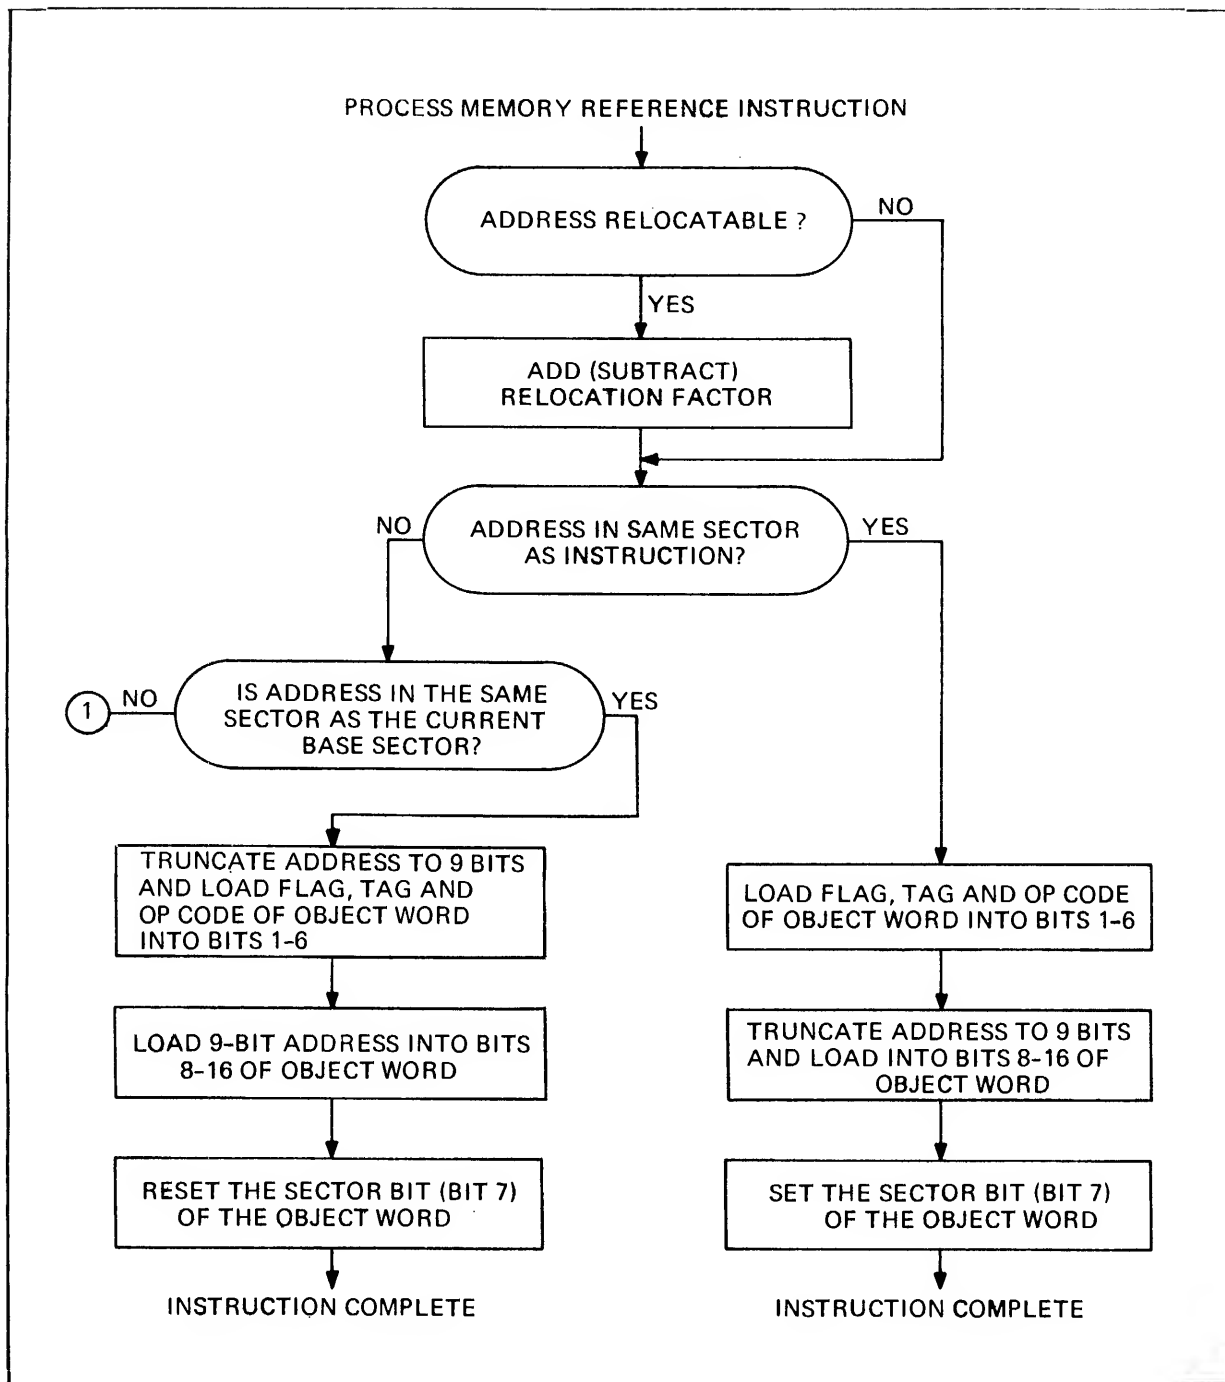 PROCESS MEMORY REFERENCE INSTRUCTION
ADDRESS RELOCATABLE ?
NO
YES
ADD (SUBTRACT)
RELOCATION FACTOR
NO
ADDRESS IN SAME SECTOR
AS INSTRUCTION?
YES
1
NO
IS ADDRESS IN THE SAME
SECTOR AS THE CURRENT
BASE SECTOR?
YES
TRUNCATE ADDRESS TO 9 BITS
AND LOAD FLAG, TAG AND
OP CODE OF OBJECT WORD
INTO BITS 1-6
LOAD 9-BIT ADDRESS INTO BITS
8-16 OF OBJECT WORD
RESET THE SECTOR BIT (BIT 7)
OF THE OBJECT WORD
INSTRUCTION COMPLETE
LOAD FLAG, TAG AND OP CODE
OF OBJECT WORD INTO BITS 1-6
TRUNCATE ADDRESS TO 9 BITS
AND LOAD INTO BITS 8-16 OF
OBJECT WORD
SET THE SECTOR BIT (BIT 7)
OF THE OBJECT WORD
INSTRUCTION COMPLETE